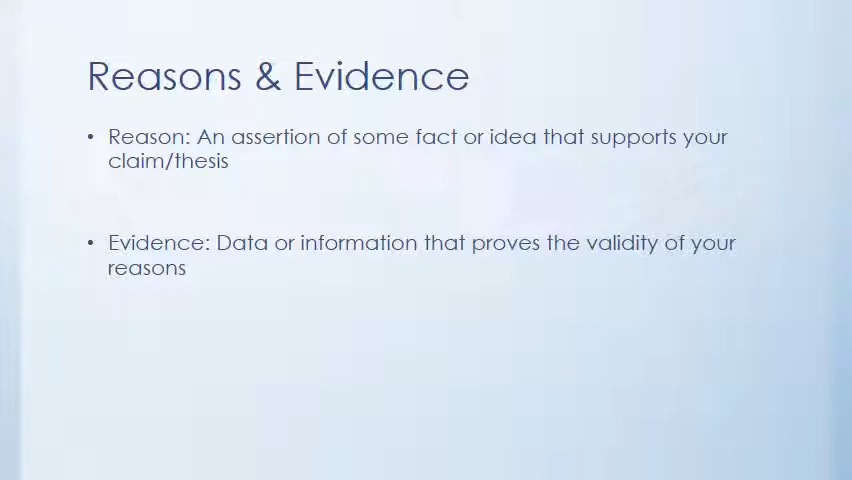 Reasons & Evidence
• Reason: An assertion of some fact or idea that supports your
claim/thesis
• Evidence: Data or information that proves the validity of your
reasons